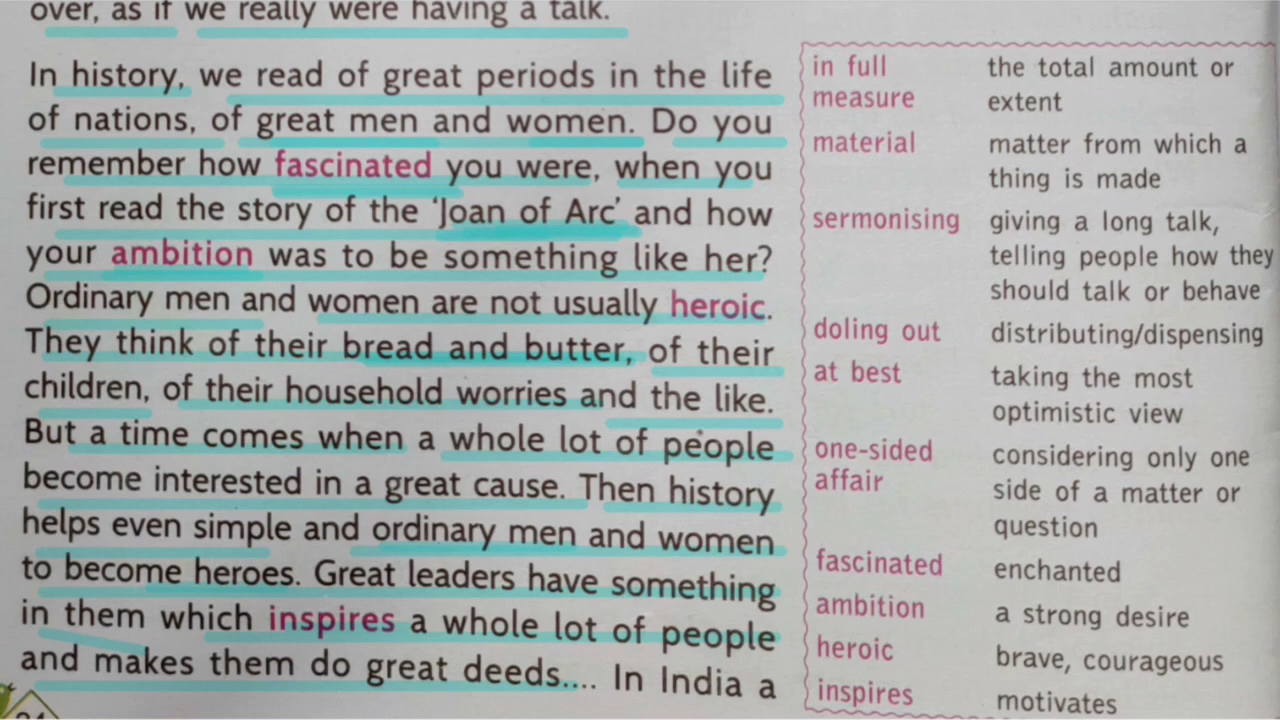 over, as if we really were having a talk.
In history, we read of great periods in the life
of nations, of great men and women. Do you
remember how fascinated you were, when you
first read the story of the ‘Joan of Arc’ and how
your ambition was to be something like her?
Ordinary men and women are not usually heroic.
They think of their bread and butter, of their
children, of their household worries and the like.
But a time comes when a whole lot of people
become interested in a great cause. Then history
helps even simple and ordinary men and women
to become heroes. Great leaders have something
in them which inspires a whole lot of people
and makes them do great deeds.... In India a
in full the total amount or
measure extent
material matter from which a
thing is made
sermonising giving a long talk,
telling people how they
should talk or behave
doling out distributing/dispensing
at best taking the most
optimistic view
one-sided considering only one
affair side of a matter or
question
fascinated enchanted
ambition a strong desire
heroic brave, courageous
inspires motivates